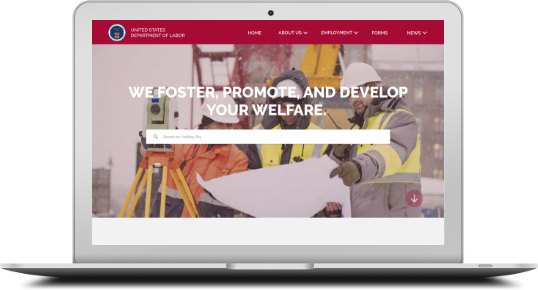 UNITED STATES
DEPARTMENT OF LABOR
HOME
ABOUT US
EMPLOYMENT
FORMS
NEWS
WE FOSTER, PROMOTE, AND DEVELOP
YOUR WELFARE.
Search ex. Holiday Pay